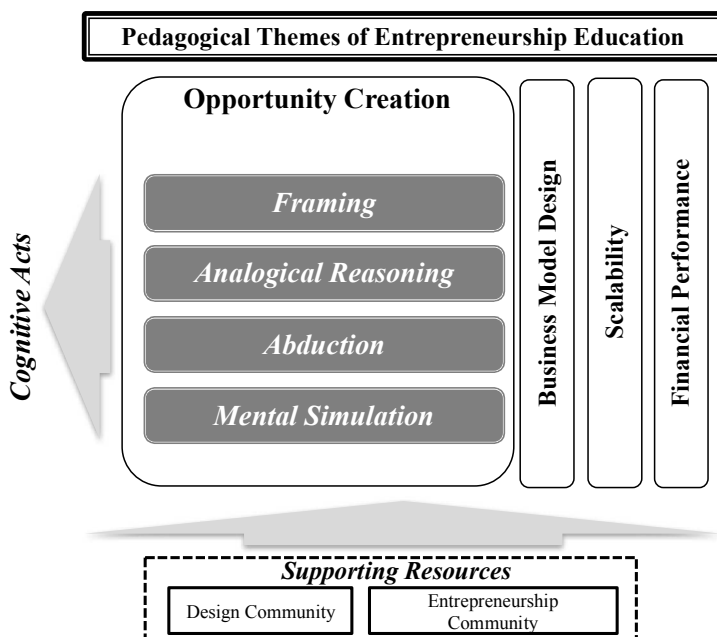 Pedagogical Themes of Entrepreneurship Education
Opportunity Creation
Framing
Analogical Reasoning
Abduction
Mental Simulation
Cognitive Acts
Business Model Design
Scalability
Financial Performance
Supporting Resources
Design Community
Entrepreneurship
Community